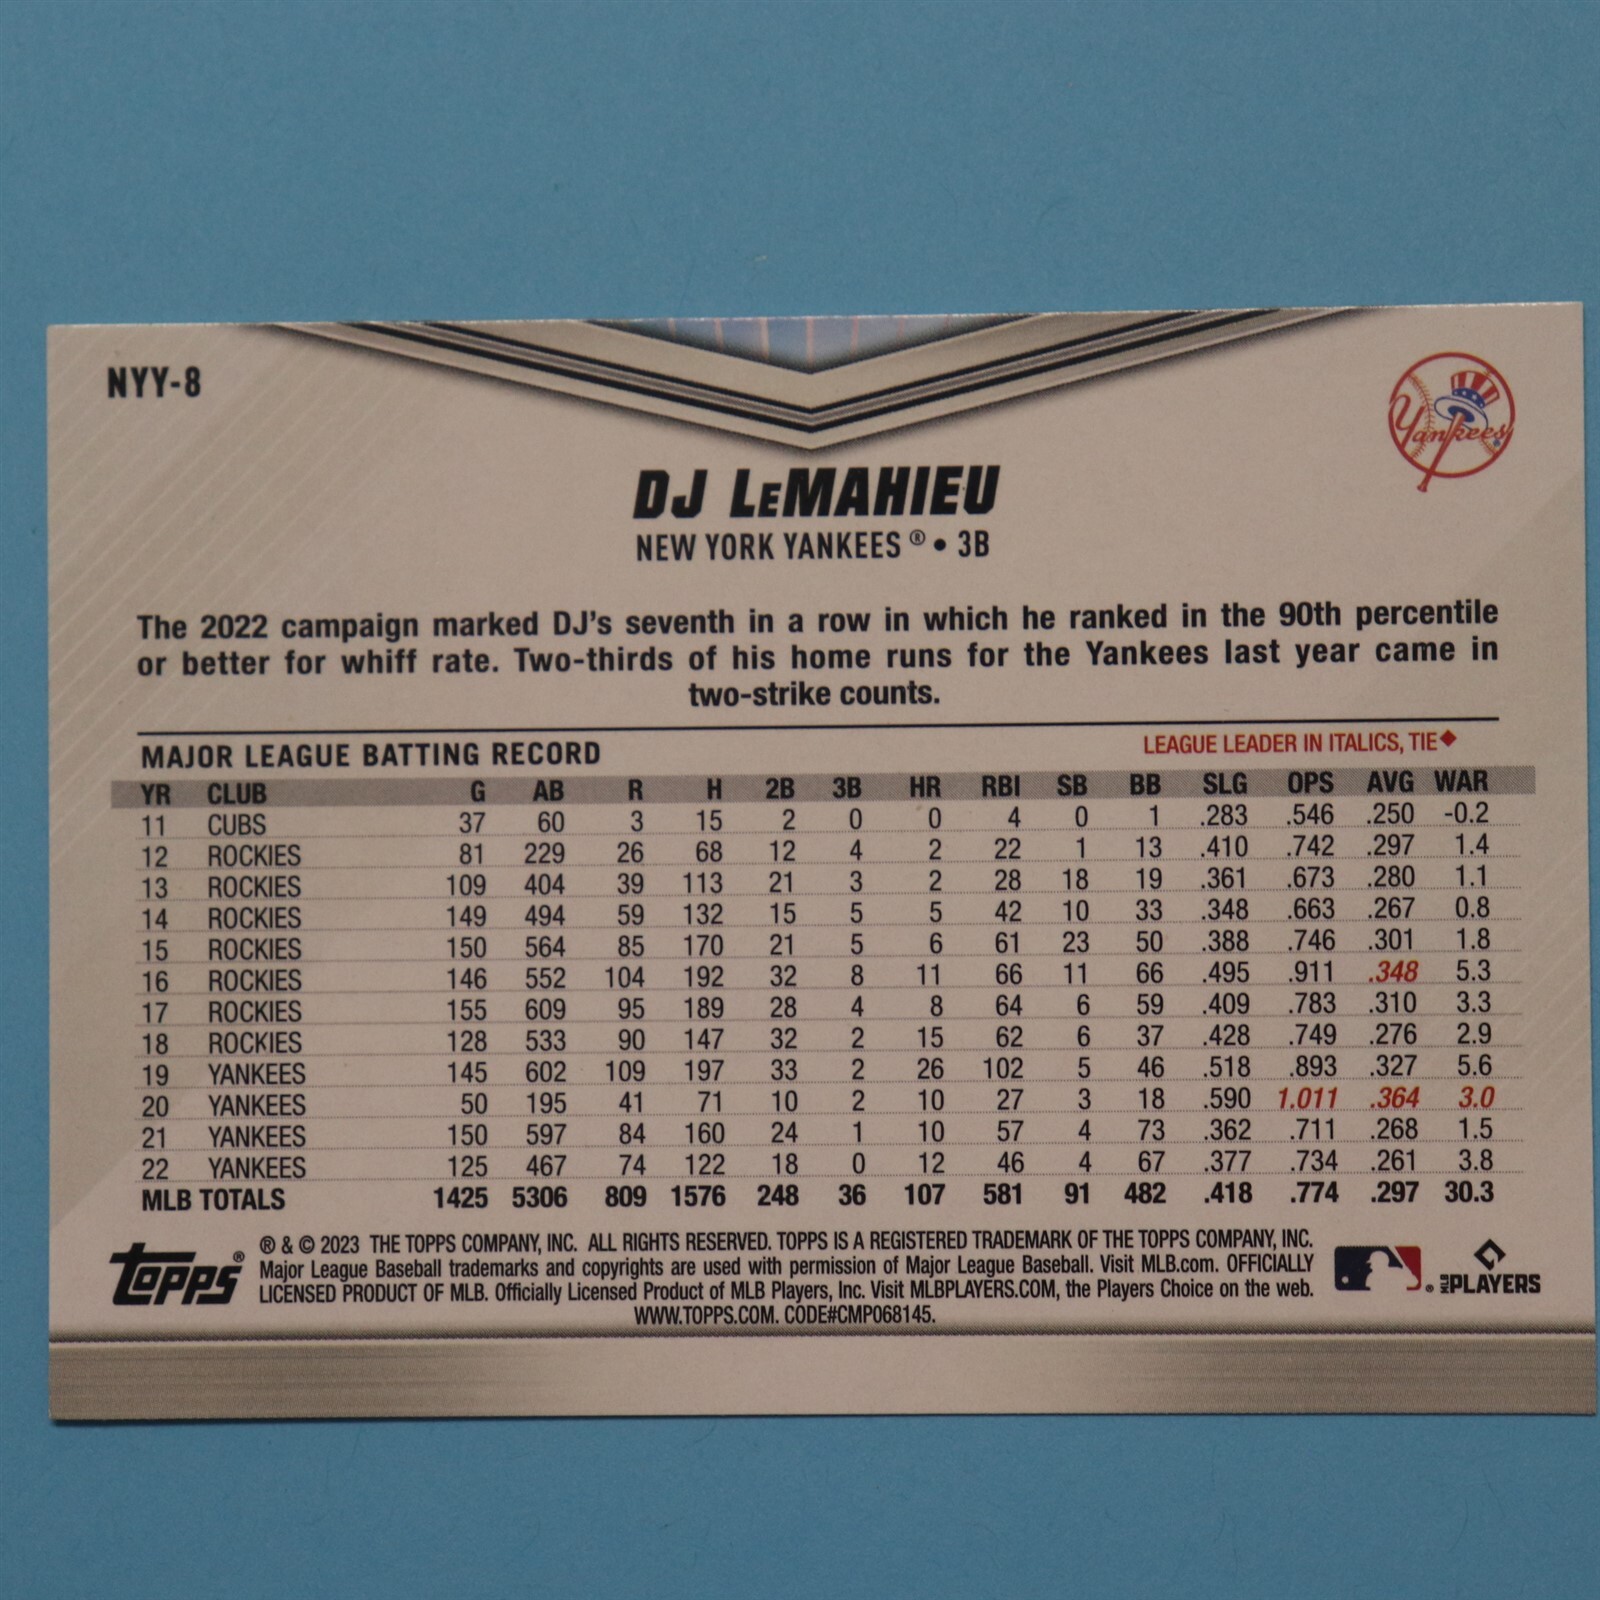 NYY-8
Yankees
DJ LEMAHIEU
NEW YORK YANKEES ® • 3B
The 2022 campaign marked DJ's seventh in a row in which he ranked in the 90th percentile
or better for whiff rate. Two-thirds of his home runs for the Yankees last year came in
two-strike counts.
MAJOR LEAGUE BATTING RECORD LEAGUE LEADER IN ITALICS, TIE◆
YR CLUB G AB R H 2B 3B HR RBI SB BB SLG OPS AVG WAR
11 CUBS 37 60 3 15 2 0 0 4 0 1 .283 .546 .250 -0.2
12 ROCKIES 81 229 26 68 12 4 2 22 1 13 .410 .742 .297 1.4
13 ROCKIES 109 404 39 113 21 3 2 28 18 19 .361 .673 .280 1.1
14 ROCKIES 149 494 59 132 15 5 5 42 10 33 .348 .663 .267 0.8
15 ROCKIES 150 564 85 170 21 5 6 61 23 50 .388 .746 .301 1.8
16 ROCKIES 146 552 104 192 32 8 11 66 11 66 .495 .911 .348 5.3
17 ROCKIES 155 609 95 189 28 4 8 64 6 59 .409 .783 .310 3.3
18 ROCKIES 128 533 90 147 32 2 15 62 6 37 .428 .749 .276 2.9
19 YANKEES 145 602 109 197 33 2 26 102 5 46 .518 .893 .327 5.6
20 YANKEES 50 195 41 71 10 2 10 27 3 18 .590 1.011 .364 3.0
21 YANKEES 150 597 84 160 24 1 10 57 4 73 .362 .711 .268 1.5
22 YANKEES 125 467 74 122 18 0 12 46 4 67 .377 .734 .261 3.8
MLB TOTALS 1425 5306 809 1576 248 36 107 581 91 482 .418 .774 .297 30.3
topps®
® & © 2023 THE TOPPS COMPANY, INC. ALL RIGHTS RESERVED. TOPPS IS A REGISTERED TRADEMARK OF THE TOPPS COMPANY, INC.
Major League Baseball trademarks and copyrights are used with permission of Major League Baseball. Visit MLB.com. OFFICIALLY
LICENSED PRODUCT OF MLB. Officially Licensed Product of MLB Players, Inc. Visit MLBPLAYERS.COM, the Players Choice on the web.
WWW.TOPPS.COM. CODE#CMP068145.
® MLB PLAYERS